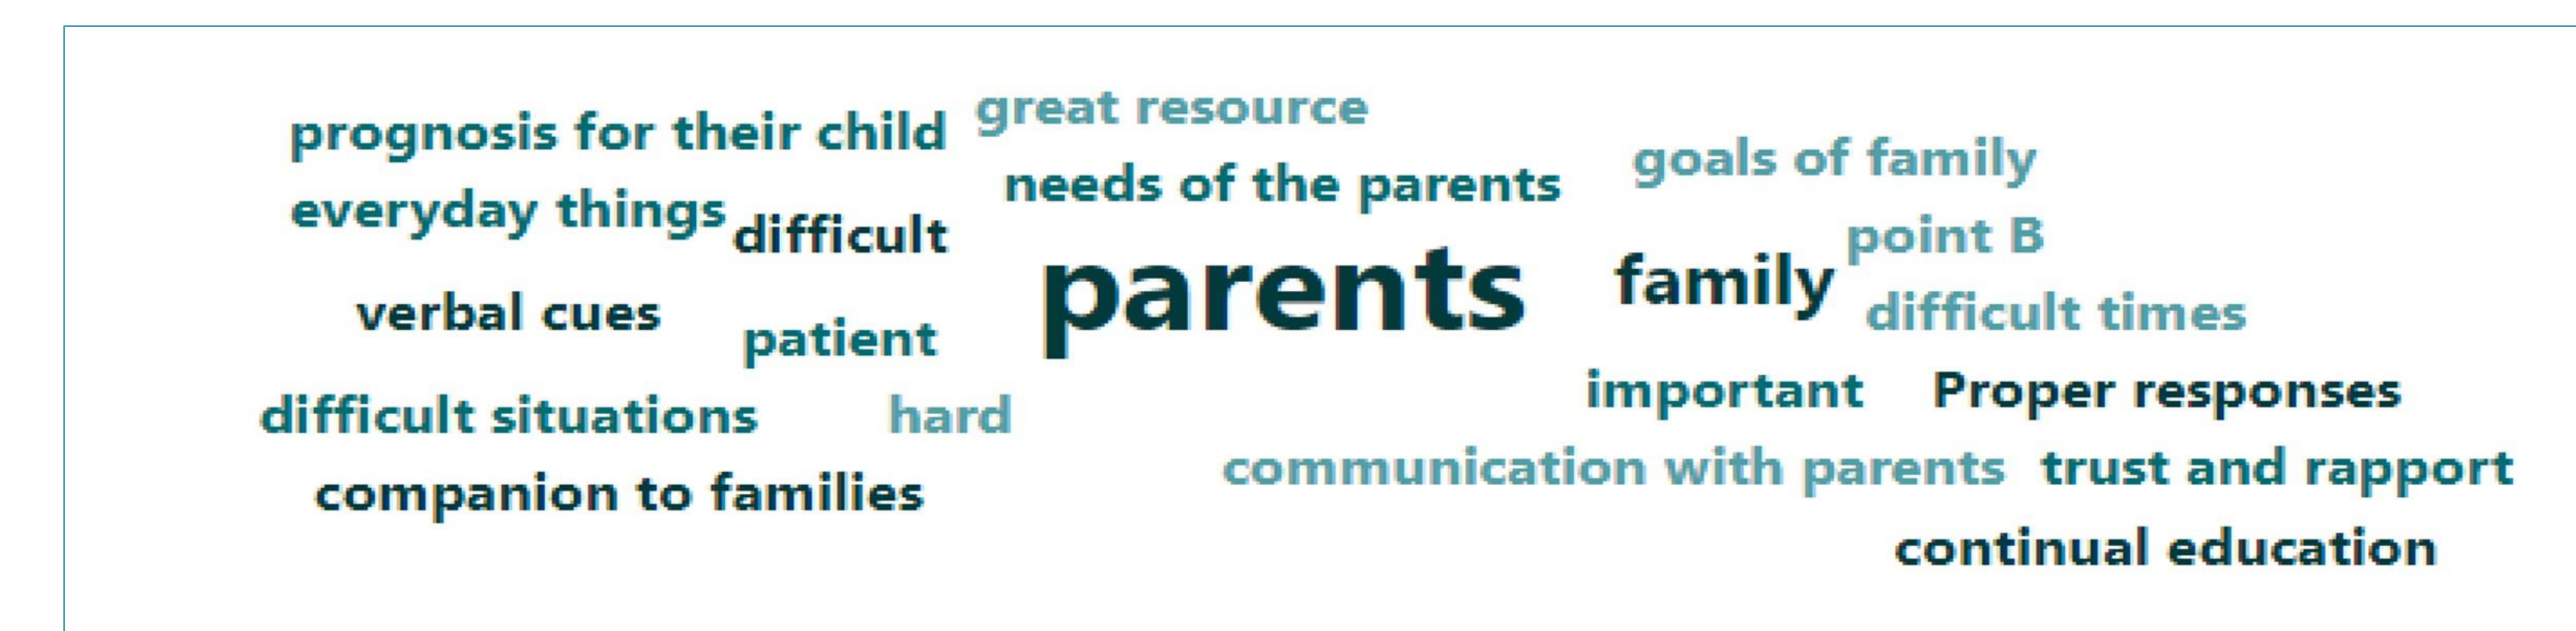 great resource
prognosis for their child
goals of family
needs of the parents
everyday things
difficult
point B
parents
family
verbal cues
difficult times
patient
important
Proper responses
difficult situations
hard
communication with parents
trust and rapport
companion to families
continual education